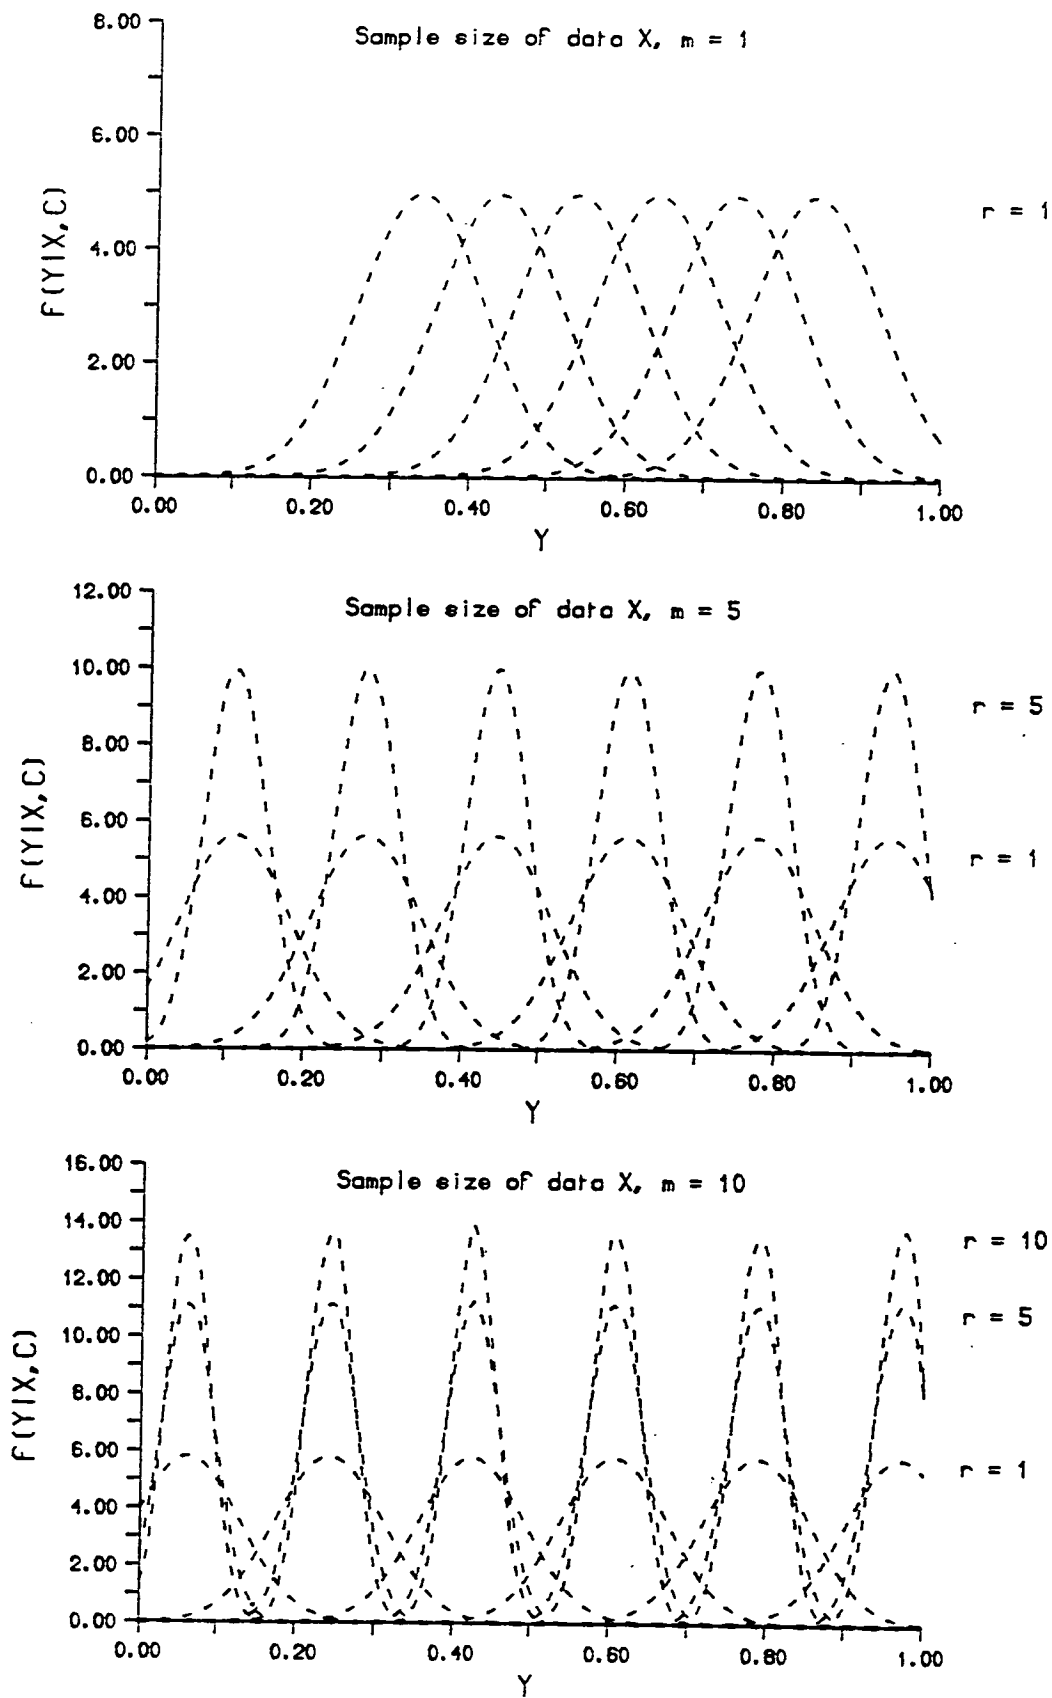 8.00
Sample size of data X, m = 1
6.00
F(Y|X,C)
r = 1
4.00
2.00
0.00
0.00 0.20 0.40 0.60 0.80 1.00
Y
12.00
Sample size of data X, m = 5
10.00
r = 5
8.00
F(Y|X,C)
6.00
r = 1
4.00
2.00
0.00
0.00 0.20 0.40 0.60 0.80 1.00
Y
16.00
Sample size of data X, m = 10
14.00
r = 10
12.00
r = 5
10.00
F(Y|X,C)
8.00
6.00
r = 1
4.00
2.00
0.00
0.00 0.20 0.40 0.60 0.80 1.00
Y